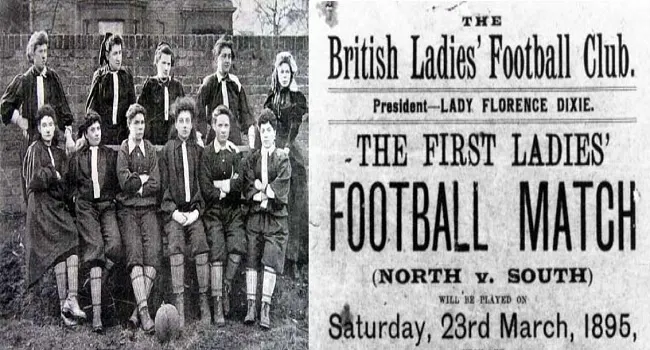 THE
British Ladies' Football Club.
President—LADY FLORENCE DIXIE.
THE FIRST LADIES'
FOOTBALL MATCH
(NORTH v. SOUTH)
WILL BE PLAYED ON
Saturday, 23rd March, 1895,